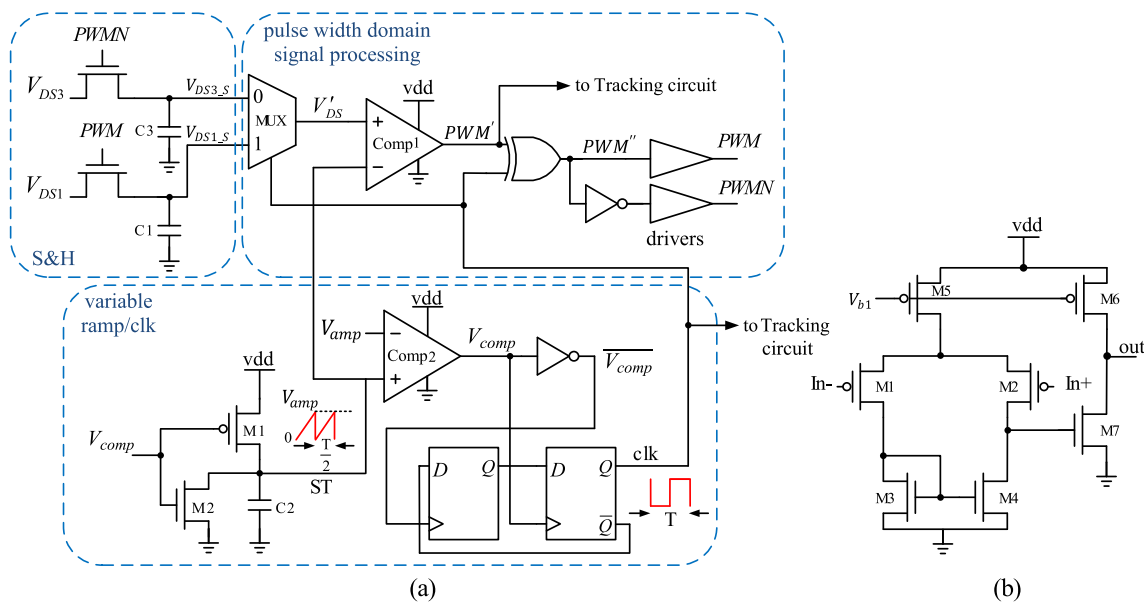 pulse width domain
signal processing
PWMN
V_DS3
V_DS3_S
0
MUX
C3
PWM
V_DS1_S
1
V_DS1
C1
S&H
V'_DS
vdd
+
Comp1
−
PWM'
to Tracking circuit
PWM''
PWM
PWMN
drivers
variable
ramp/clk
vdd
V_amp
−
Comp2
+
V_comp
V_comp
to Tracking
circuit
vdd
V_amp
0
T
2
ST
V_comp
M1
M2
C2
D
Q
D
Q
Q
clk
T
(a)
vdd
V_b1
M5
M6
out
In-
M1
M2
In+
M7
M3
M4
(b)